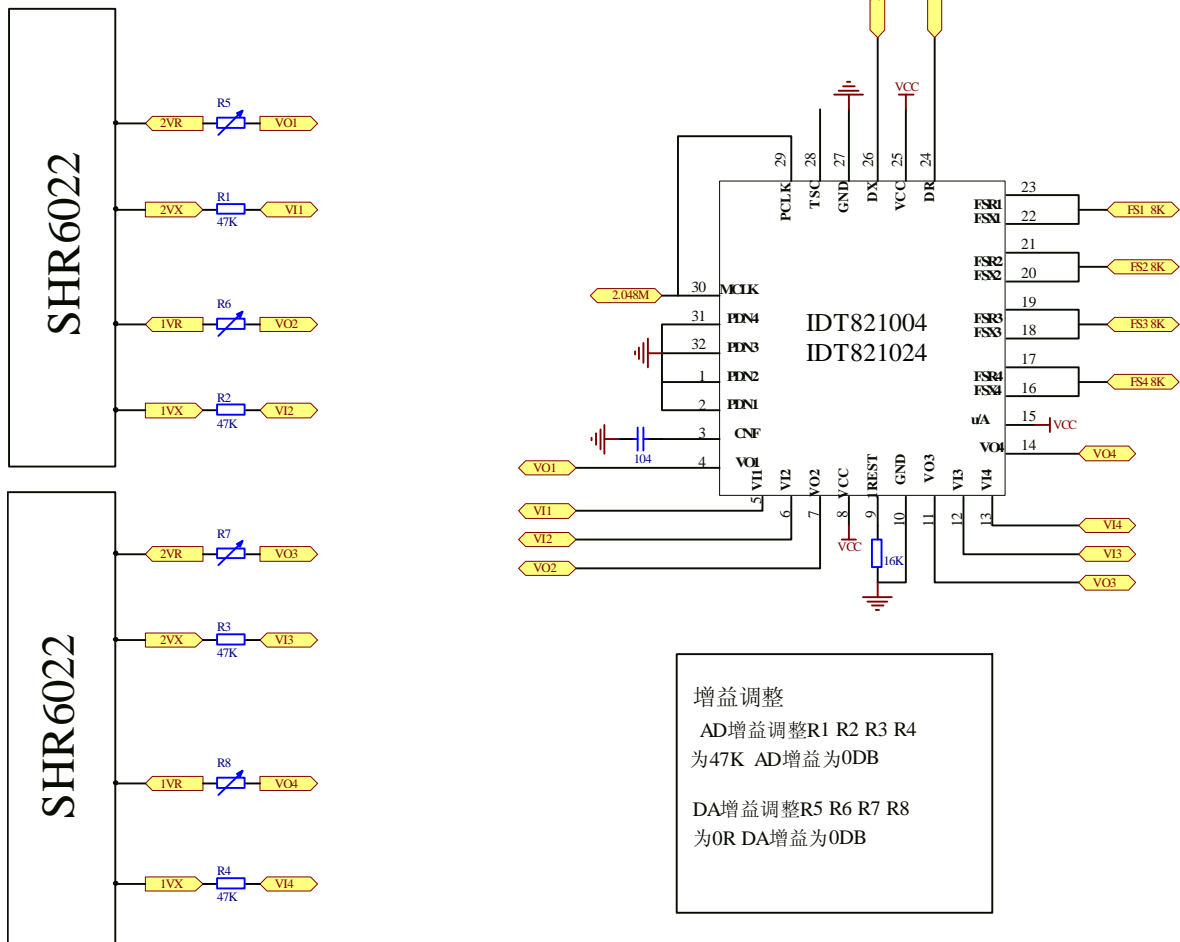 SHR6022
2VR
R5
VO1
2VX
R1
47K
VI1
1VR
R6
VO2
1VX
R2
47K
VI2
SHR6022
2VR
R7
VO3
2VX
R3
47K
VI3
1VR
R8
VO4
1VX
R4
47K
VI4
VCC
29
28
27
26
25
24
PCLK
TSC
GND
DX
VCC
DR
IDT821004
IDT821024
2.048M
30
MCLK
31
PDN4
32
PDN3
1
PDN2
2
PDN1
104
3
CNF
VO1
4
VO1
FSR1
23
FSX1
22
FS1 8K
FSR2
21
FSX2
20
FS2 8K
FSR3
19
FSX3
18
FS3 8K
FSR4
17
FSX4
16
FS4 8K
u/A
15
VCC
VO4
14
VO4
VI1
VI2
VO2
VCC
IREST
GND
VO3
VI3
VI4
5
6
7
8
9
10
11
12
13
VI1
VI2
VO2
VCC
16K
VI4
VI3
VO3
增益调整
AD增益调整R1 R2 R3 R4
为47K AD增益为0DB
DA增益调整R5 R6 R7 R8
为0R DA增益为0DB